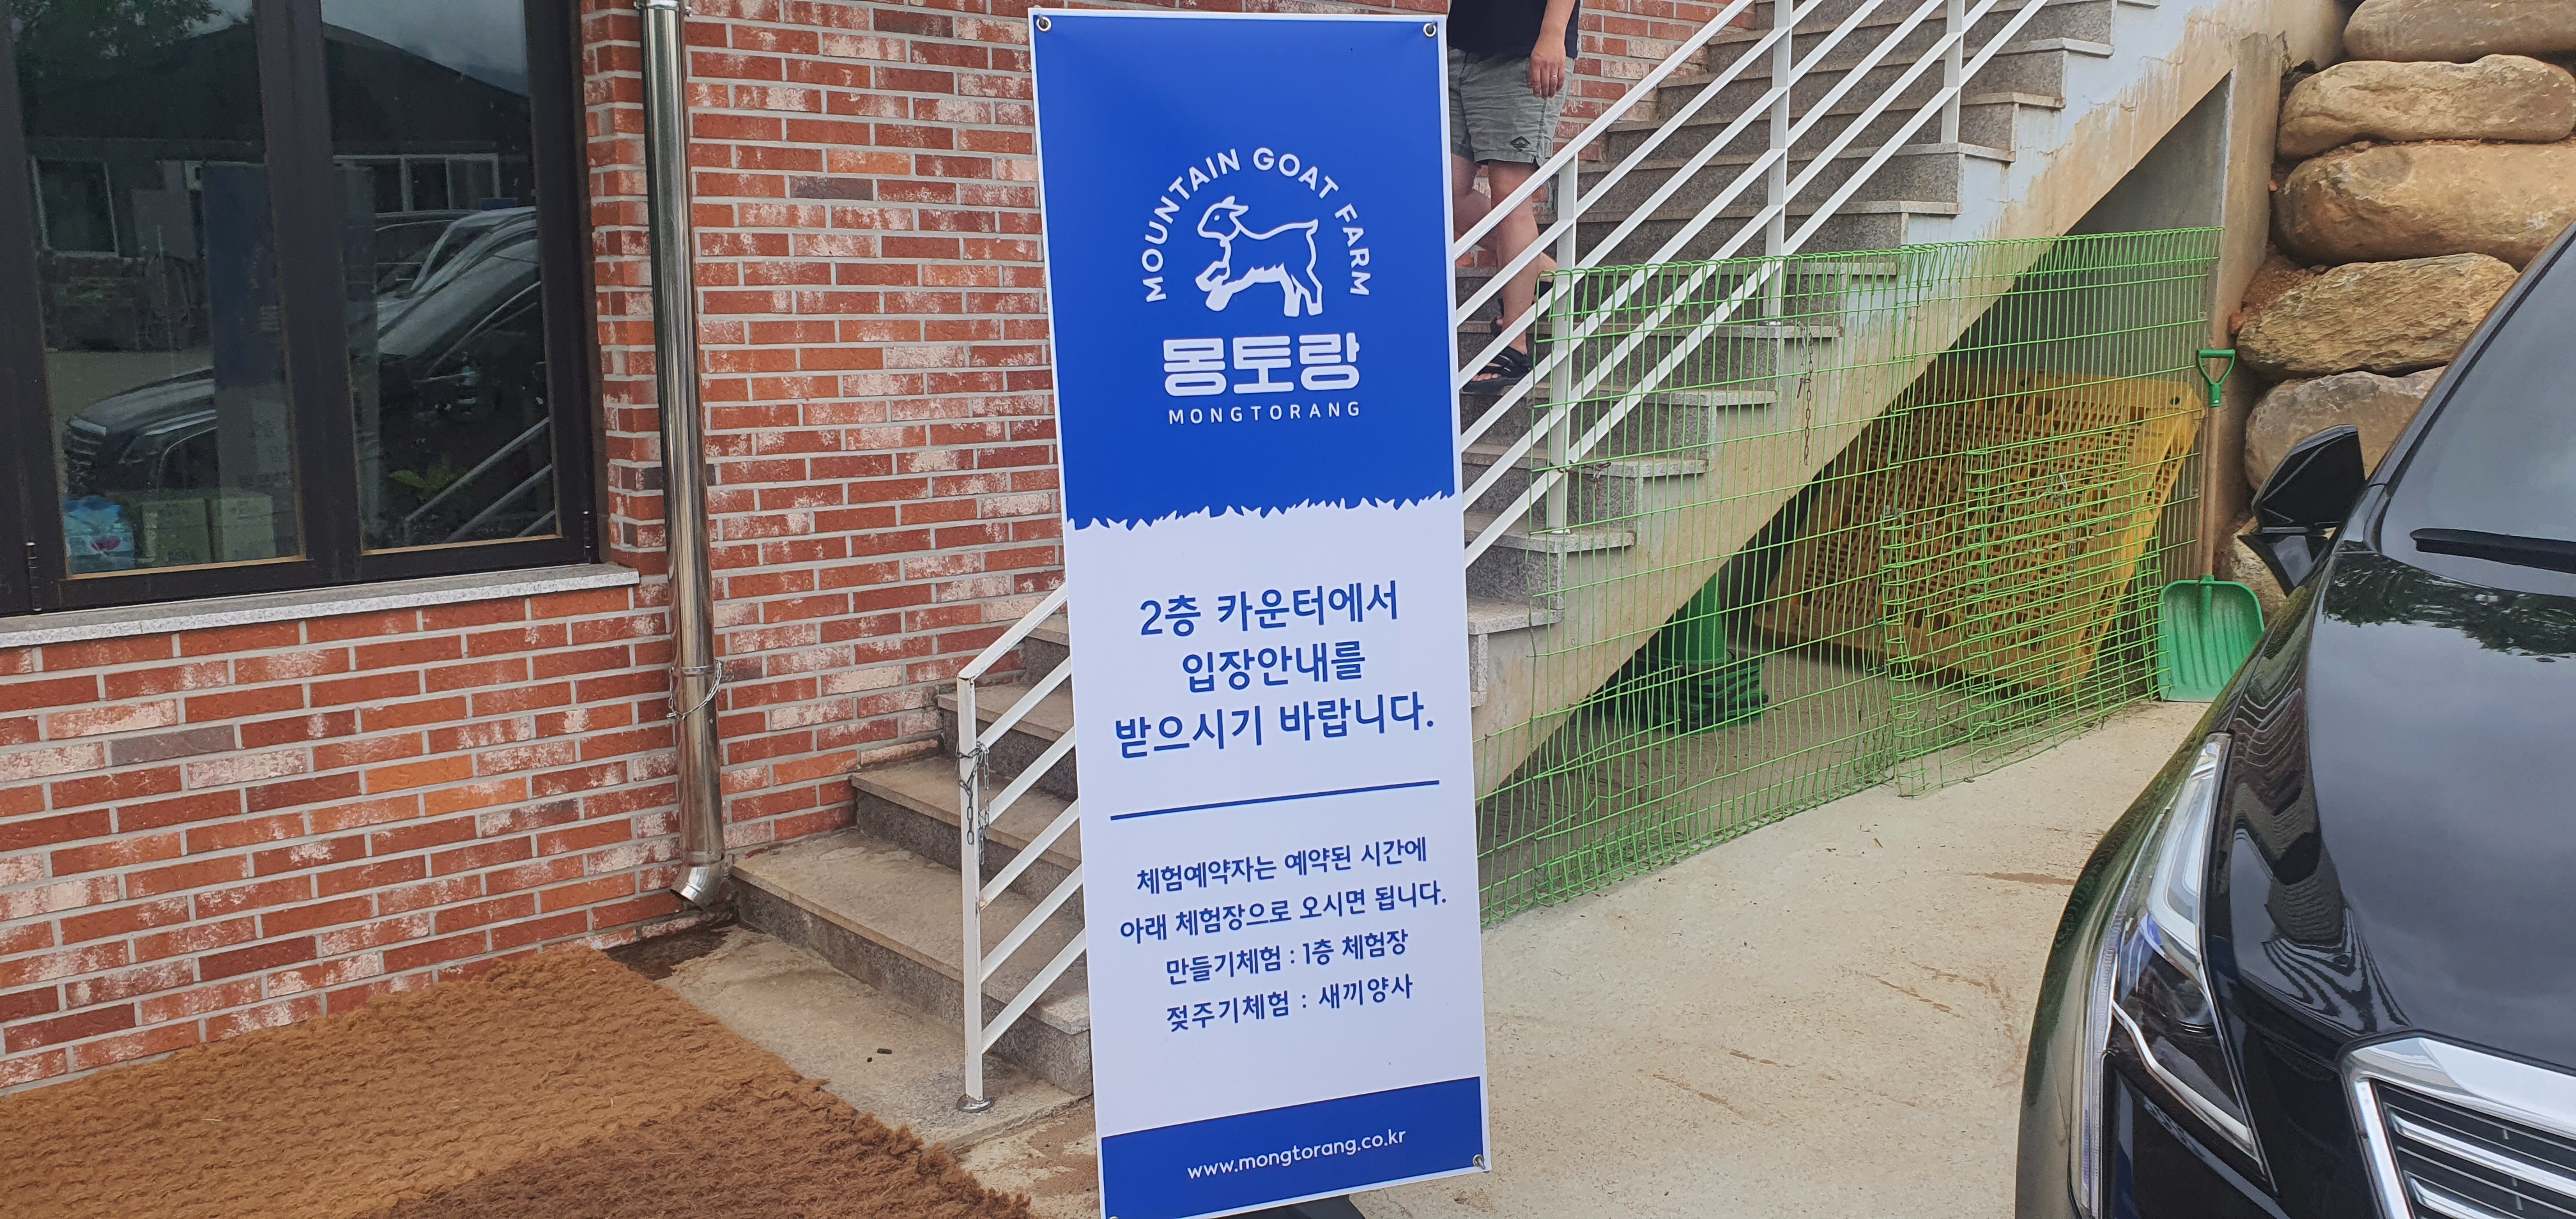 MOUNTAIN GOAT FARM
몽토랑
MONGTORANG
2층 카운터에서
입장안내를
받으시기 바랍니다.
체험예약자는 예약된 시간에
아래 체험장으로 오시면 됩니다.
만들기체험 : 1층 체험장
젖주기체험 : 새끼양사
www.mongtorang.co.kr